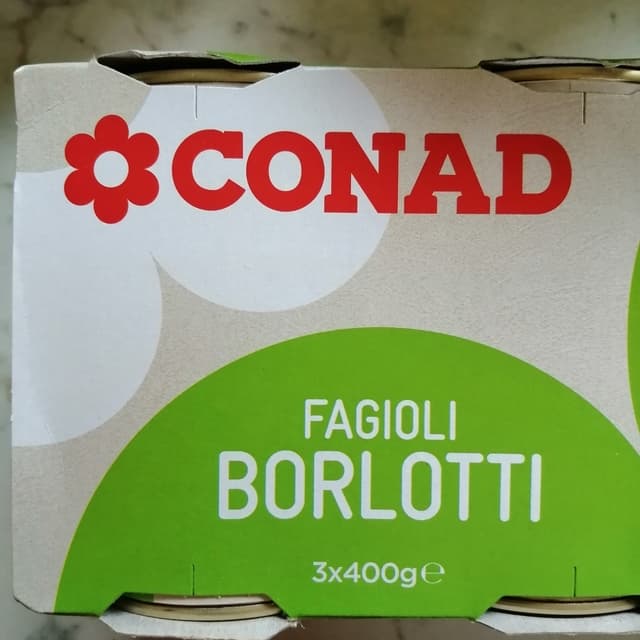 CONAD
FAGIOLI
BORLOTTI
3x400g℮